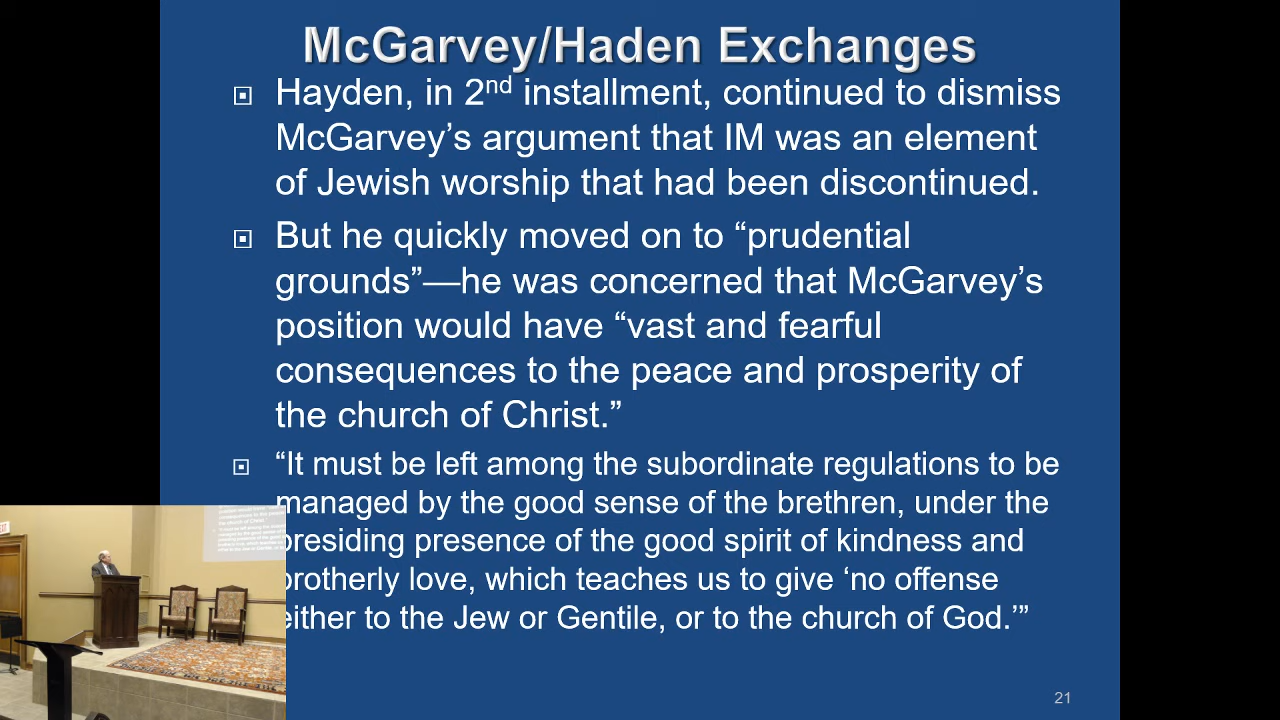 McGarvey/Haden Exchanges
Hayden, in 2nd installment, continued to dismiss
McGarvey’s argument that IM was an element
of Jewish worship that had been discontinued.
But he quickly moved on to “prudential
grounds”—he was concerned that McGarvey’s
position would have “vast and fearful
consequences to the peace and prosperity of
the church of Christ.”
“It must be left among the subordinate regulations to be
managed by the good sense of the brethren, under the
presiding presence of the good spirit of kindness and
brotherly love, which teaches us to give ‘no offense
either to the Jew or Gentile, or to the church of God.’”
21